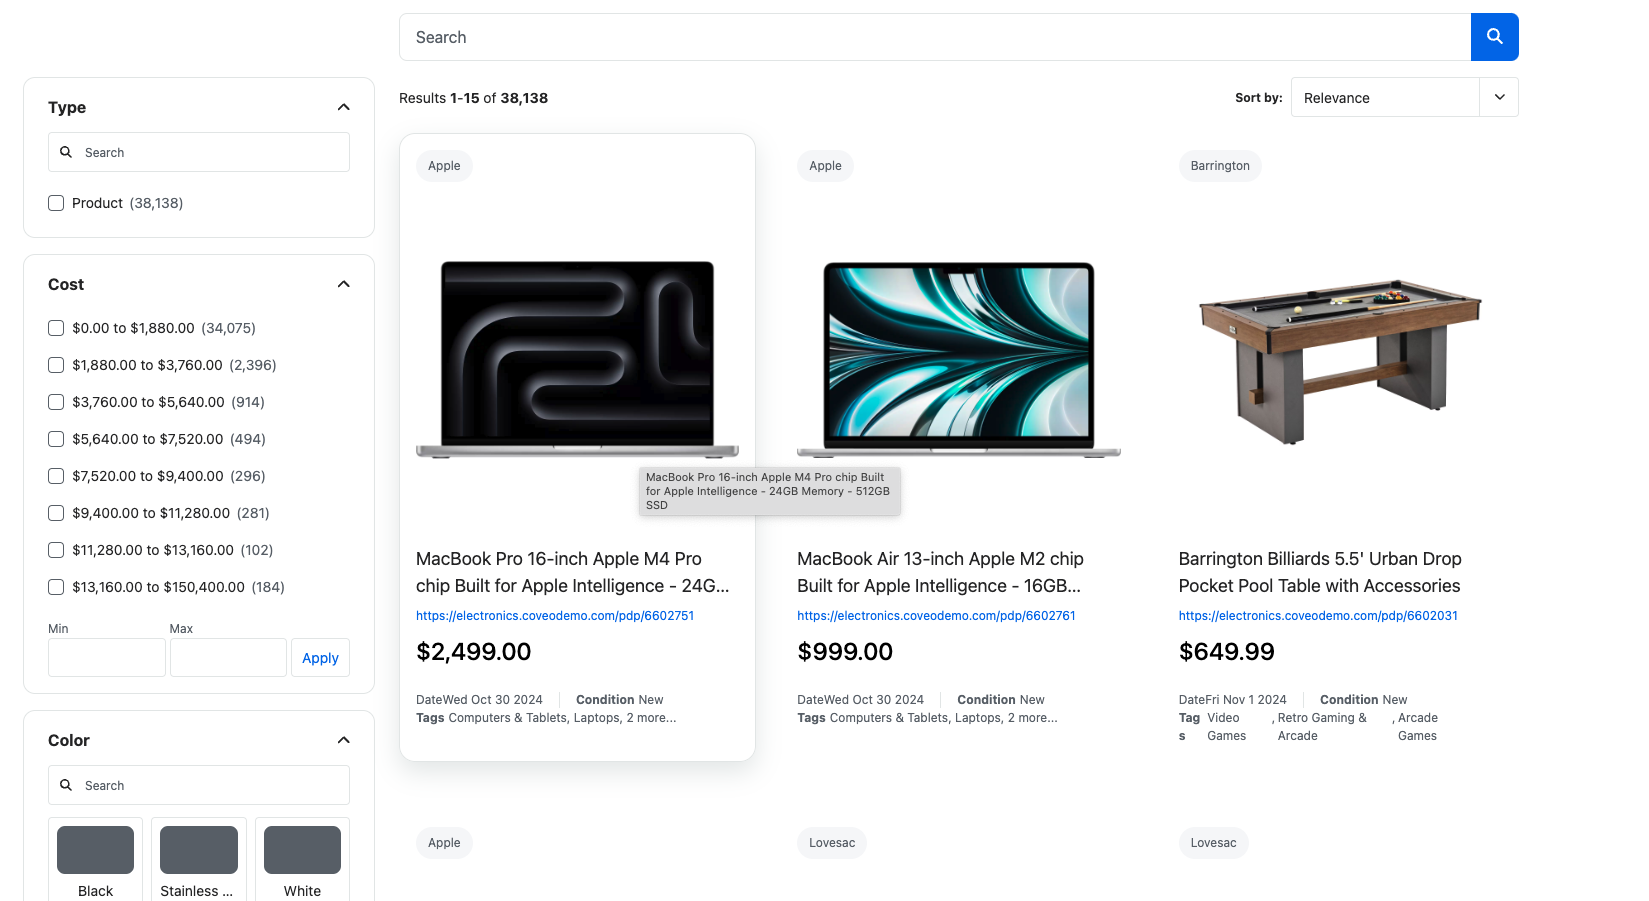 Search
Type
Search
Product (38,138)
Cost
$0.00 to $1,880.00 (34,075)
$1,880.00 to $3,760.00 (2,396)
$3,760.00 to $5,640.00 (914)
$5,640.00 to $7,520.00 (494)
$7,520.00 to $9,400.00 (296)
$9,400.00 to $11,280.00 (281)
$11,280.00 to $13,160.00 (102)
$13,160.00 to $150,400.00 (184)
Min Max
Apply
Color
Search
Black Stainless ... White
Results 1-15 of 38,138
Sort by: Relevance
Apple
MacBook Pro 16-inch Apple M4 Pro chip Built
for Apple Intelligence - 24GB Memory - 512GB
SSD
MacBook Pro 16-inch Apple M4 Pro
chip Built for Apple Intelligence - 24G...
https://electronics.coveodemo.com/pdp/6602751
$2,499.00
DateWed Oct 30 2024 Condition New
Tags Computers & Tablets, Laptops, 2 more...
Apple
MacBook Air 13-inch Apple M2 chip
Built for Apple Intelligence - 16GB...
https://electronics.coveodemo.com/pdp/6602761
$999.00
DateWed Oct 30 2024 Condition New
Tags Computers & Tablets, Laptops, 2 more...
Barrington
Barrington Billiards 5.5' Urban Drop
Pocket Pool Table with Accessories
https://electronics.coveodemo.com/pdp/6602031
$649.99
DateFri Nov 1 2024 Condition New
Tag Video , Retro Gaming & , Arcade
s Games Arcade Games
Apple
Lovesac
Lovesac